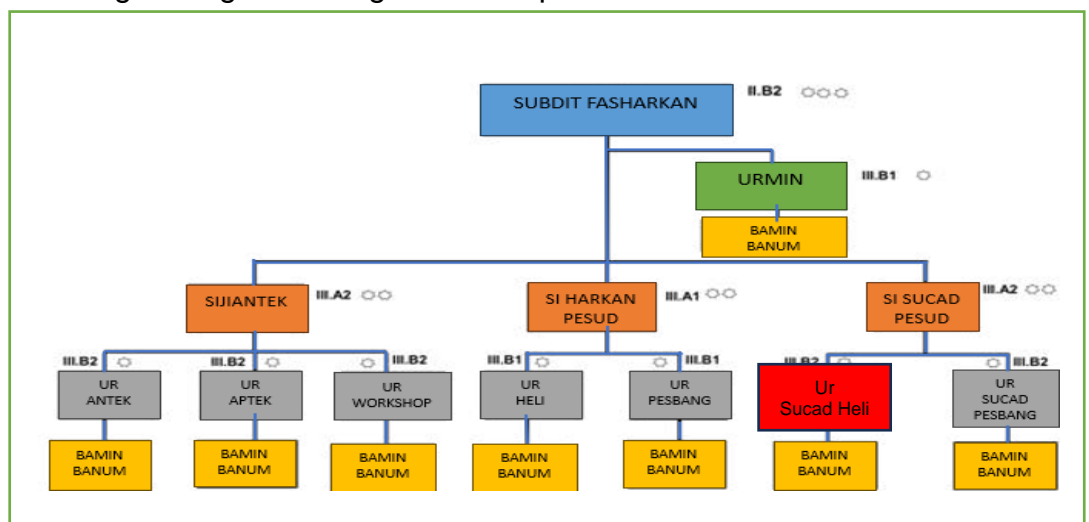 SUBDIT FASHARKAN
II.B2
URMIN
III.B1
BAMIN
BANUM
SIJIANTEK
III.A2
SI HARKAN
PESUD
III.A1
SI SUCAD
PESUD
III.A2
III.B2
III.B2
III.B2
III.B1
III.B1
III.B2
III.B2
UR
ANTEK
UR
APTEK
UR
WORKSHOP
UR
HELI
UR
PESBANG
Ur
Sucad Heli
UR
SUCAD
PESBANG
BAMIN
BANUM
BAMIN
BANUM
BAMIN
BANUM
BAMIN
BANUM
BAMIN
BANUM
BAMIN
BANUM
BAMIN
BANUM